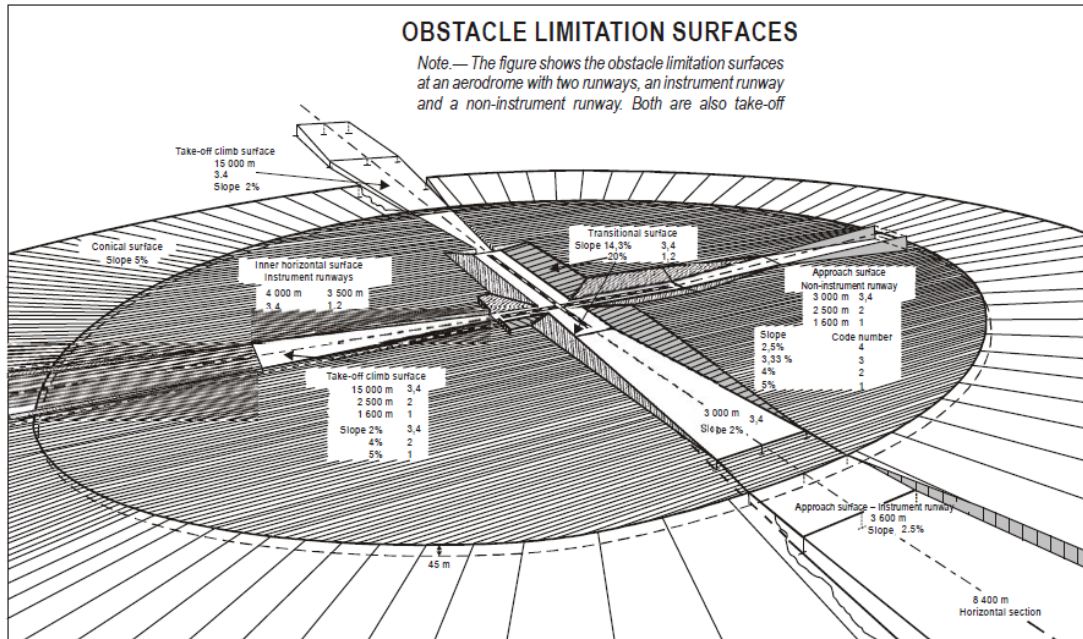 OBSTACLE LIMITATION SURFACES
Note.— The figure shows the obstacle limitation surfaces
at an aerodrome with two runways, an instrument runway
and a non-instrument runway. Both are also take-off
Take-off climb surface
15 000 m
3.4
Slope 2%
Conical surface
Slope 5%
Transitional surface
Slope 14,3% 3,4
20% 1,2
Inner horizontal surface
Instrument runways
4 000 m 3 500 m
3.4 1,2
Approach surface
Non-instrument runway
3 000 m 3,4
2 500 m 2
1 600 m 1
Slope Code number
2,5% 4
3,33 % 3
4% 2
5% 1
Take-off climb surface
15 000 m 3,4
2 500 m 2
1 600 m 1
Slope 2% 3,4
4% 2
5% 1
3 000 m 3,4
Slope 2%
Approach surface – Instrument runway
3 600 m
Slope 2.5%
45 m
8 400 m
Horizontal section